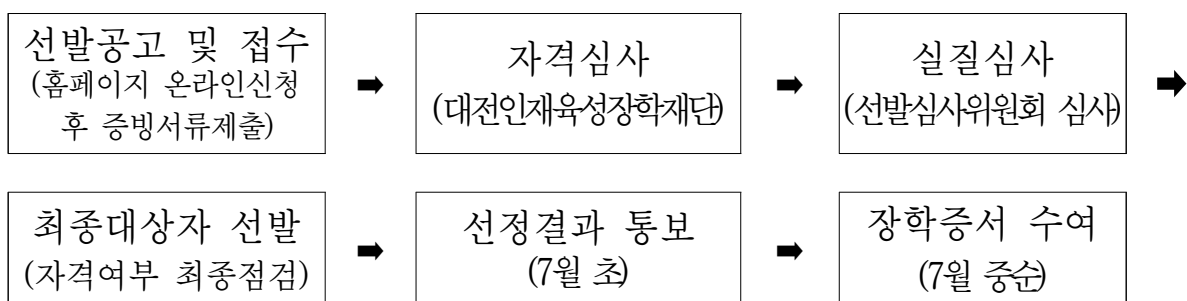 선발공고 및 접수
(홈페이지 온라인신청
후 증빙서류제출)
➡
자격심사
(대전인재육성장학재단)
➡
실질심사
(선발심사위원회 심사)
➡
최종대상자 선발
(자격여부 최종점검)
➡
선정결과 통보
(7월 초)
➡
장학증서 수여
(7월 중순)